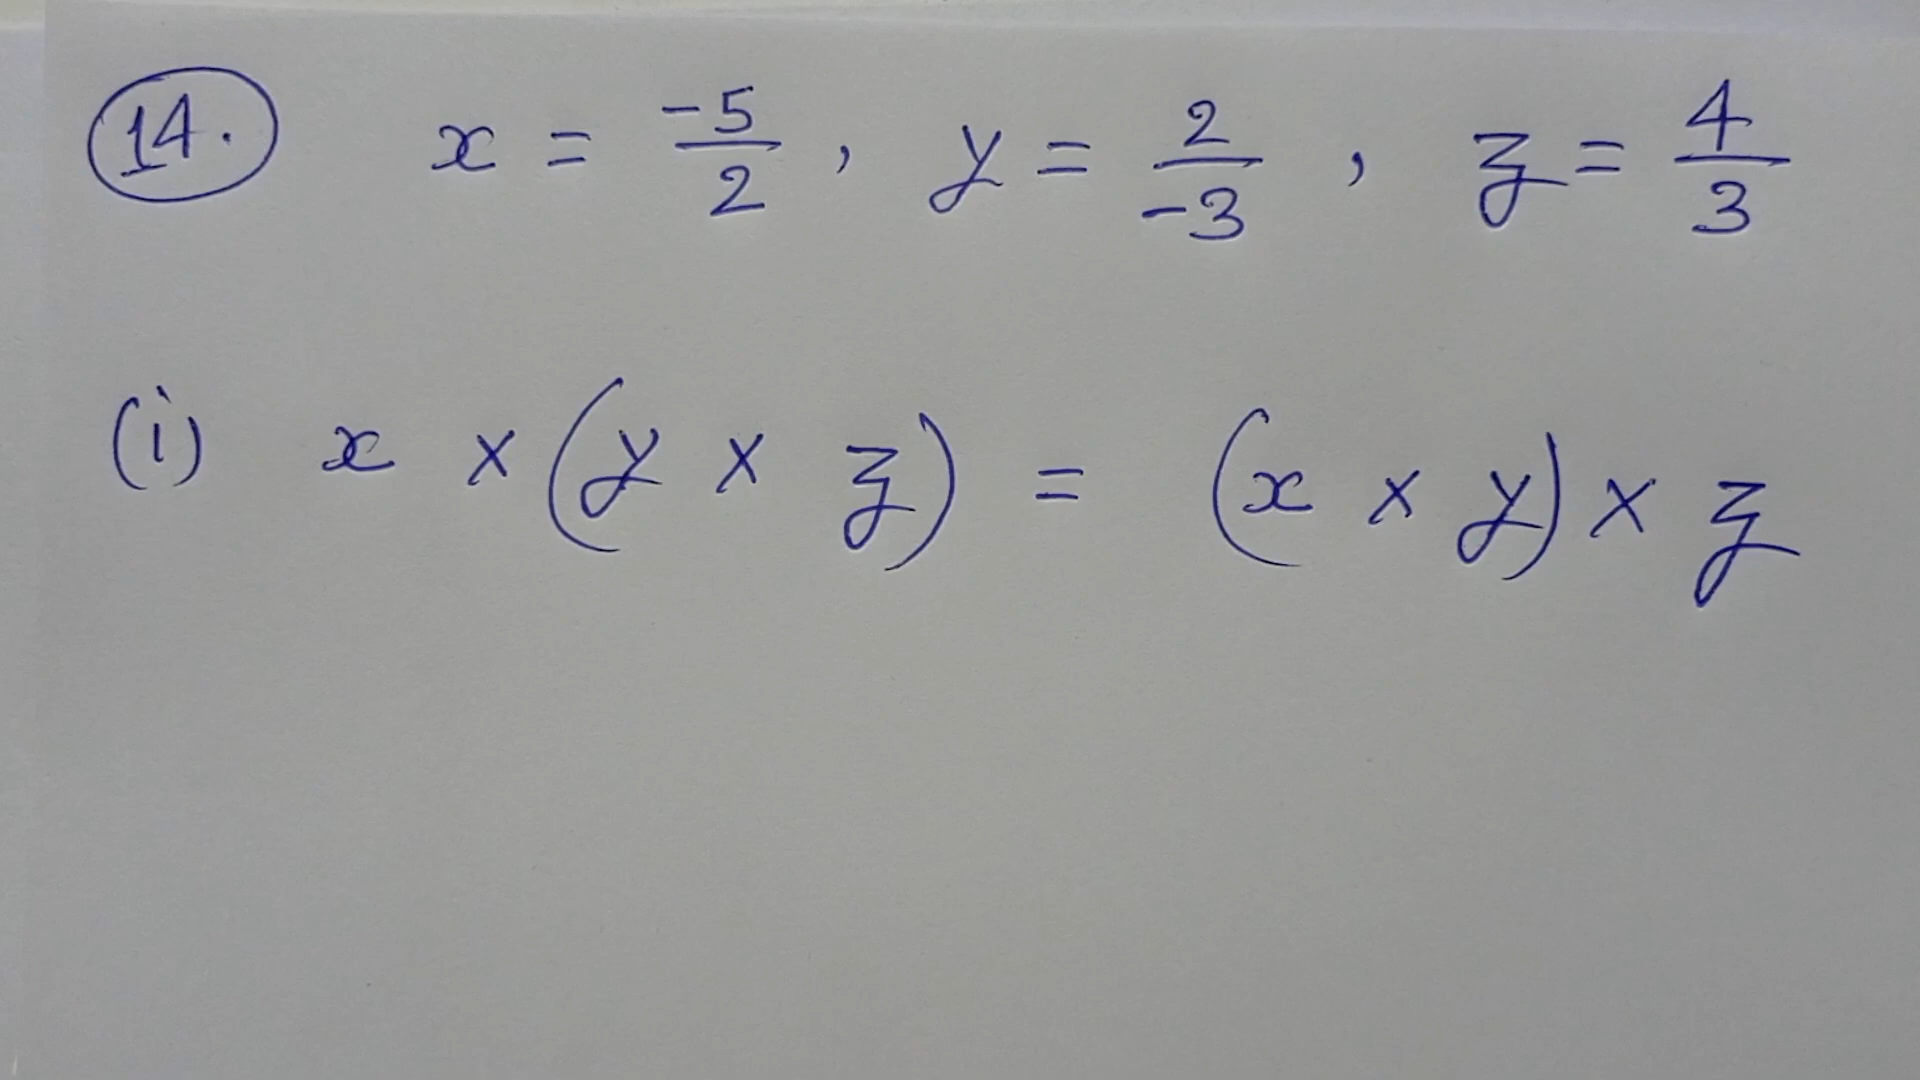 14. x = -5/2 , y = 2/-3 , z = 4/3
(i) x × (y × z) = (x × y) × z